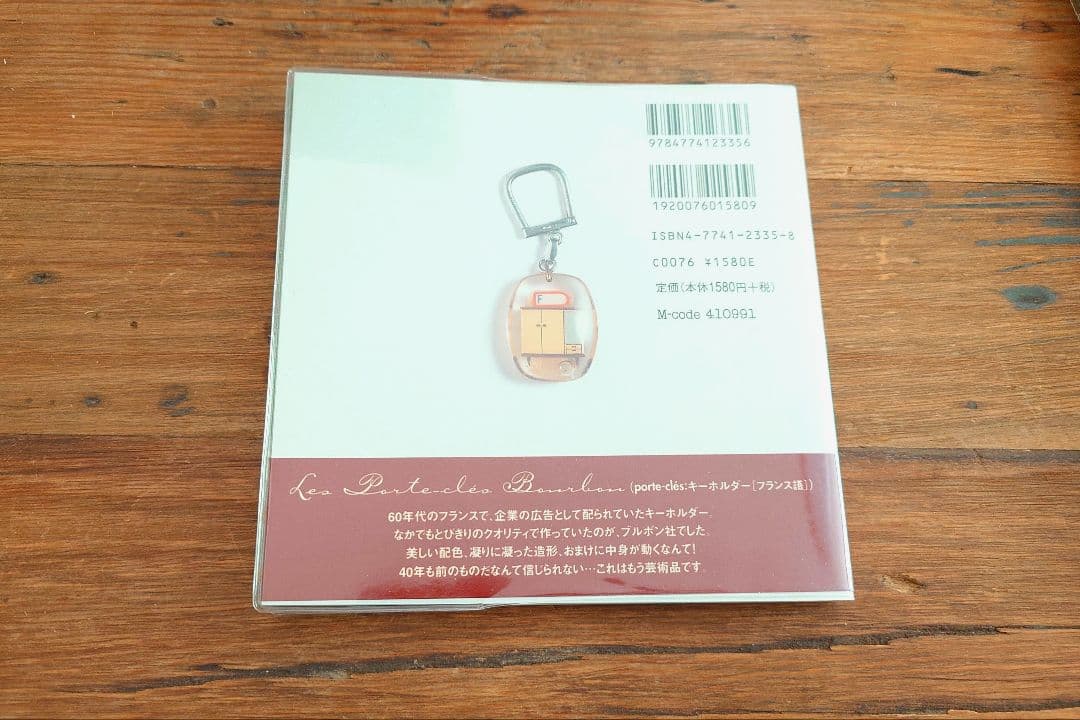 9784774123356
1920076015809
ISBN4-7741-2335-8
C0076 ¥1580E
定価(本体1580円+税)
M-code 410991
F
Les Porte-clés Bourbon (porte-clés:キーホルダー[フランス語])
60年代のフランスで、企業の広告として配られていたキーホルダー。
なかでもとびきりのクオリティで作っていたのが、ブルボン社でした。
美しい配色、凝りに凝った造形、おまけに中身が動くなんて!
40年も前のものだなんて信じられない…これはもう芸術品です。